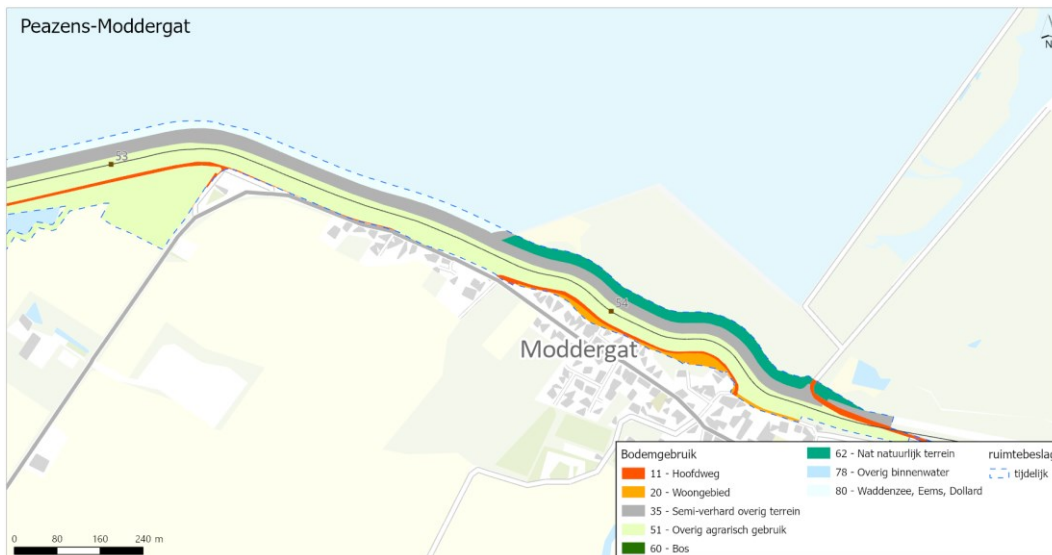 Peazens-Moddergat
N
53
54
Moddergat
Bodemgebruik
11 - Hoofdweg
20 - Woongebied
35 - Semi-verhard overig terrein
51 - Overig agrarisch gebruik
60 - Bos
62 - Nat natuurlijk terrein
78 - Overig binnenwater
80 - Waddenzee, Eems, Dollard
ruimtebeslag
tijdelijk
0 80 160 240 m